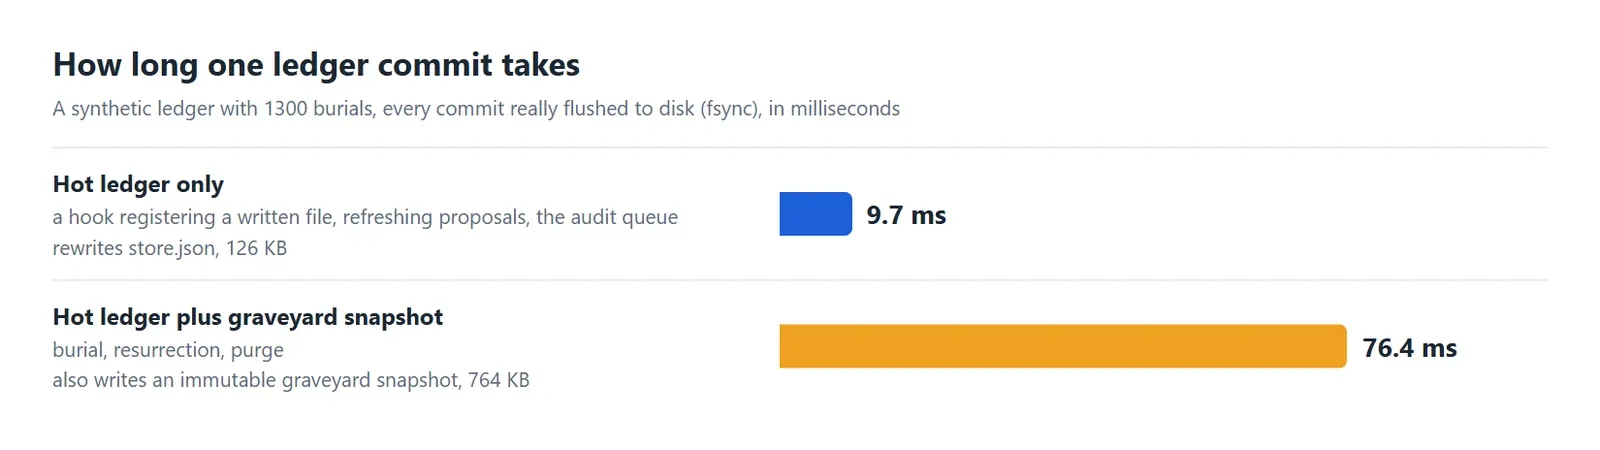 How long one ledger commit takes
A synthetic ledger with 1300 burials, every commit really flushed to disk (fsync), in milliseconds
Hot ledger only
a hook registering a written file, refreshing proposals, the audit queue
rewrites store.json, 126 KB
9.7 ms
Hot ledger plus graveyard snapshot
burial, resurrection, purge
also writes an immutable graveyard snapshot, 764 KB
76.4 ms